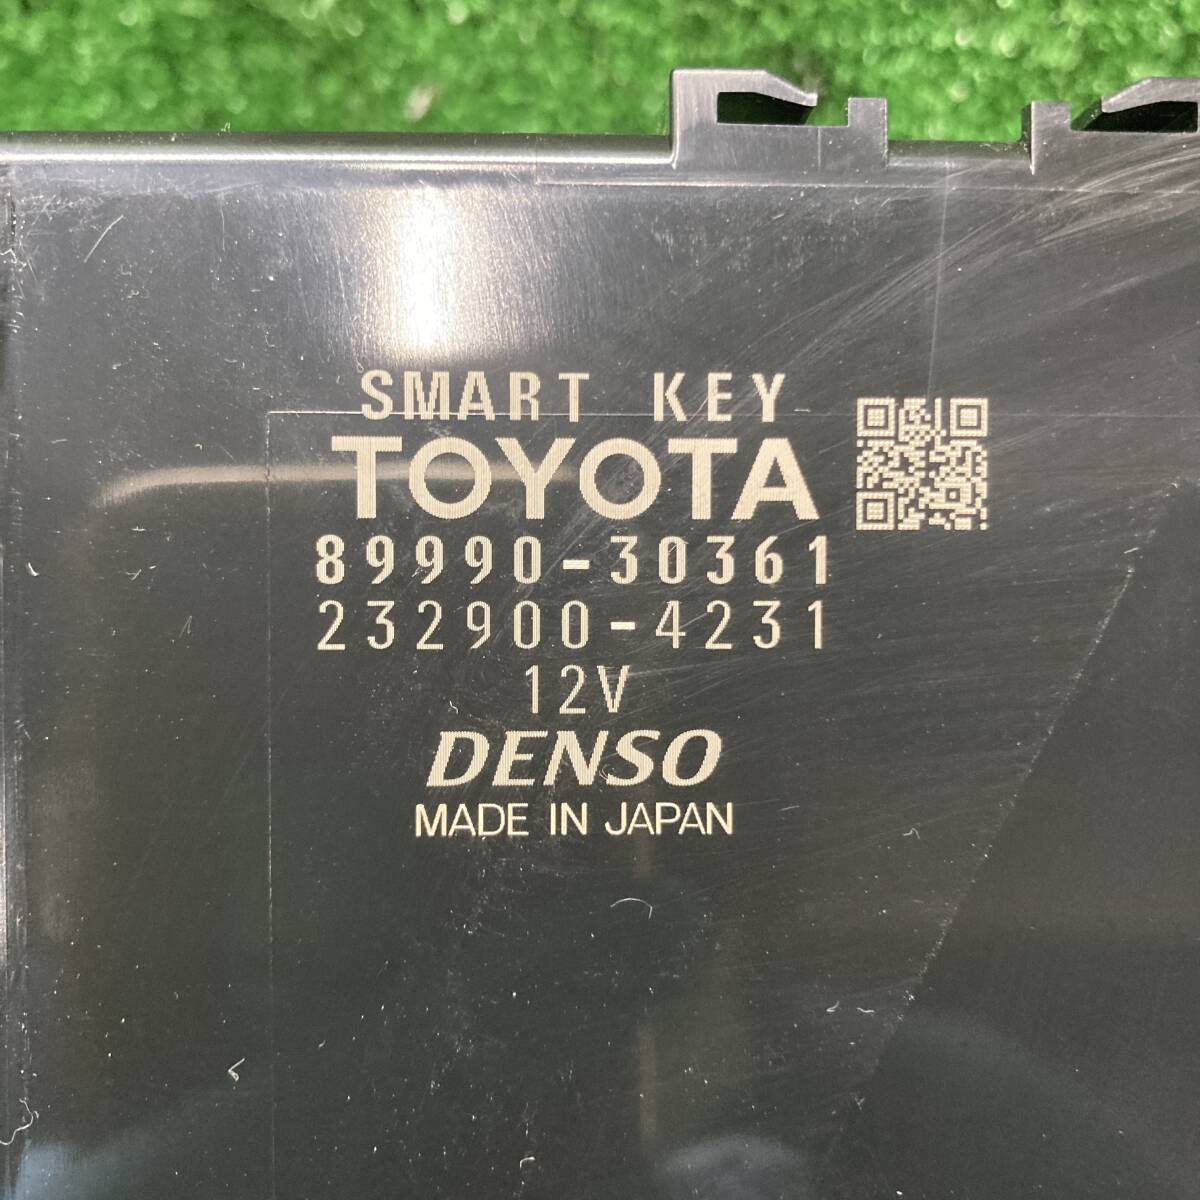 SMART KEY
TOYOTA
89990-30361
232900-4231
12V
DENSO
MADE IN JAPAN